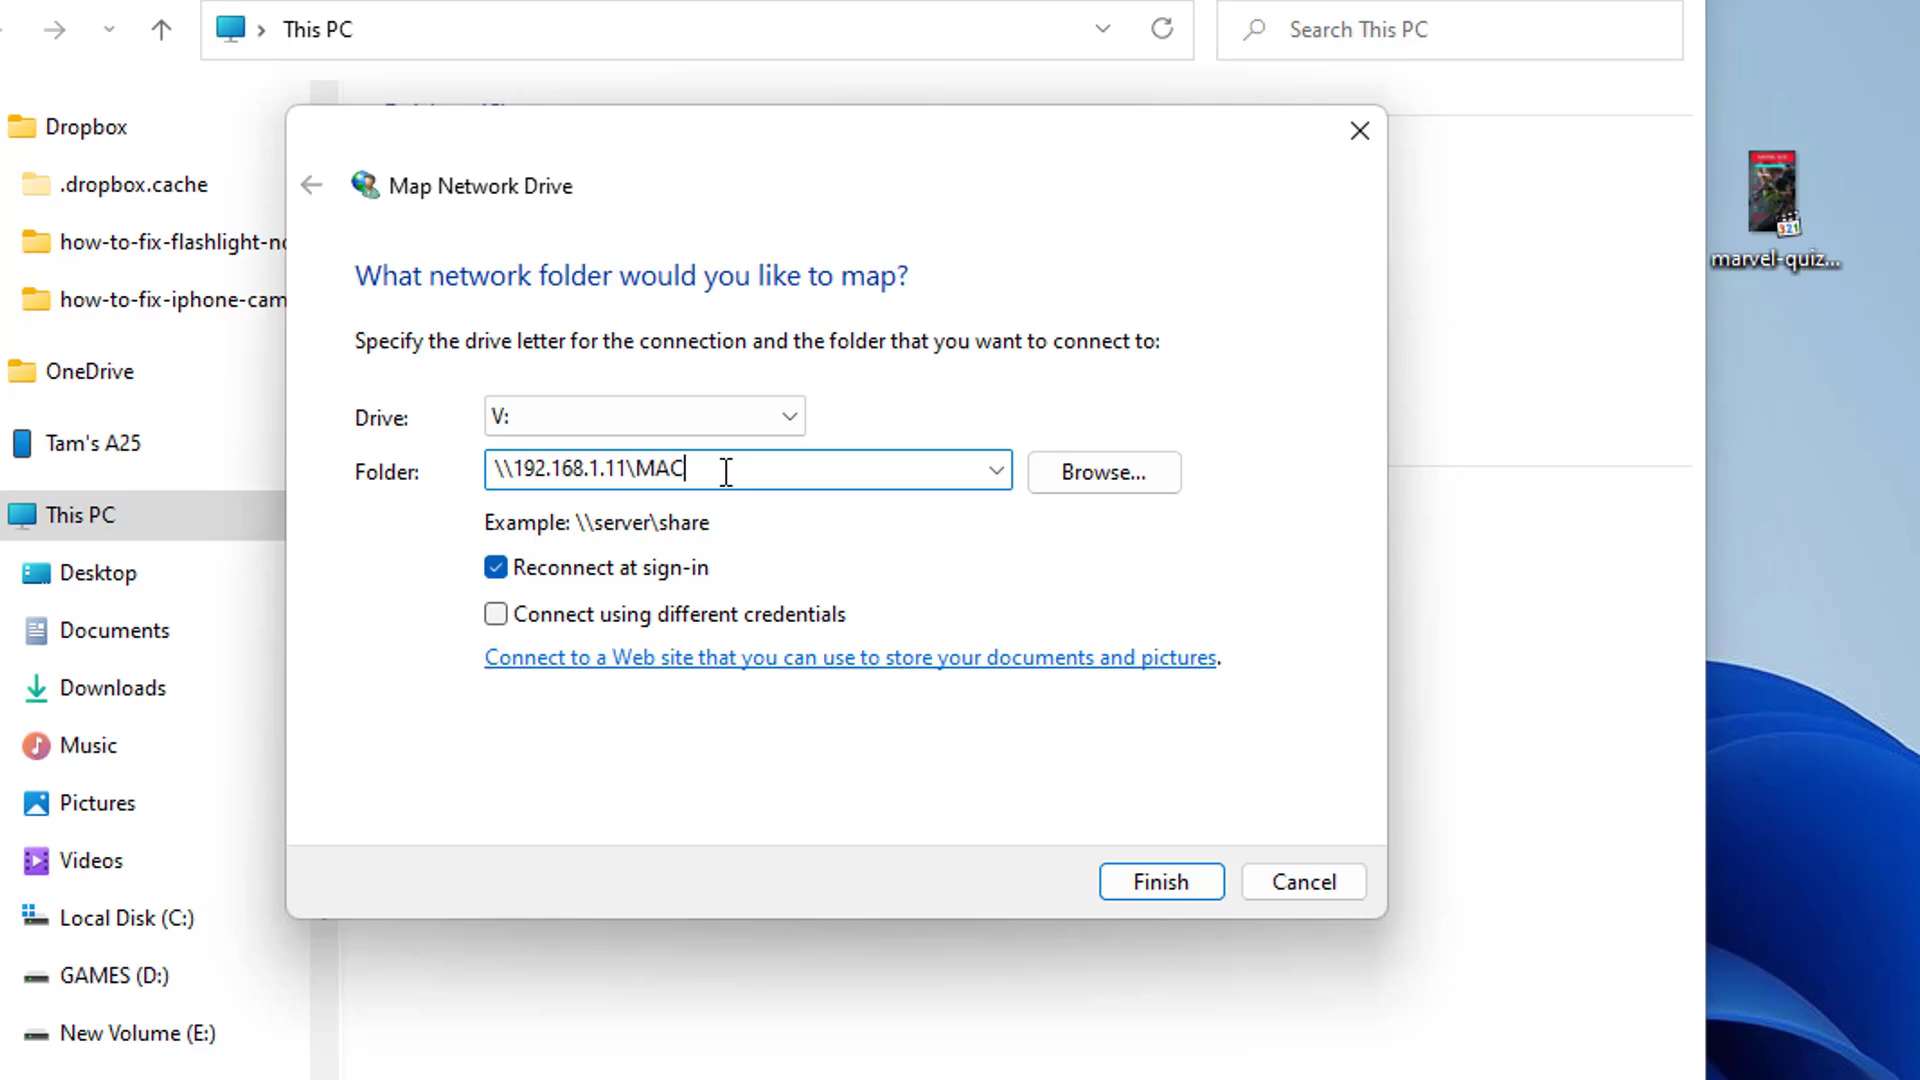 This PC
Search This PC
Dropbox
.dropbox.cache
how-to-fix-flashlight-no
how-to-fix-iphone-cam
OneDrive
Tam's A25
This PC
Desktop
Documents
Downloads
Music
Pictures
Videos
Local Disk (C:)
GAMES (D:)
New Volume (E:)
Map Network Drive
What network folder would you like to map?
Specify the drive letter for the connection and the folder that you want to connect to:
Drive: V:
Folder: \\192.168.1.11\MAC Browse...
Example: \\server\share
Reconnect at sign-in
Connect using different credentials
Connect to a Web site that you can use to store your documents and pictures.
Finish Cancel
321
marvel-quiz...